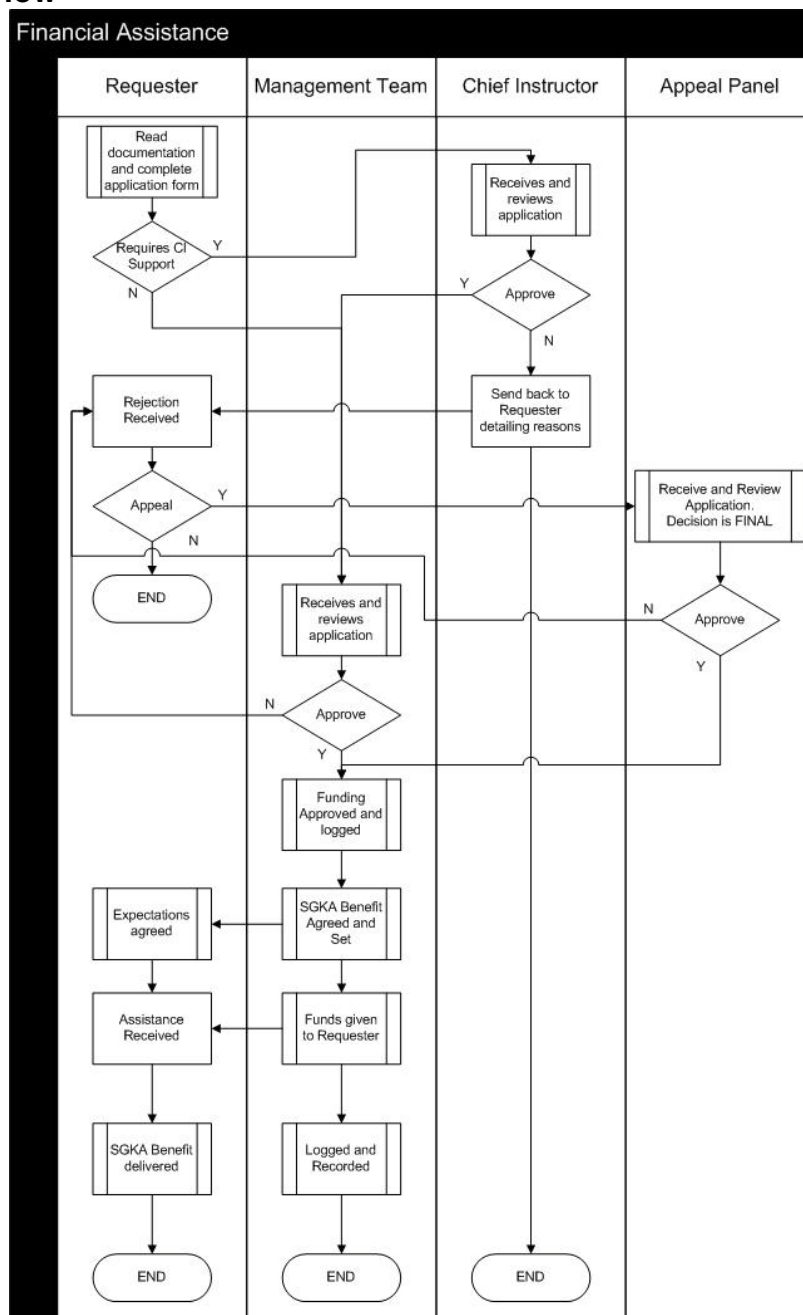 Financial Assistance
Requester
Management Team
Chief Instructor
Appeal Panel
Read
documentation
and complete
application form
Receives and
reviews
application
Requires CI
Support
Y
N
Approve
Y
N
Rejection
Received
Send back to
Requester
detailing reasons
Appeal
Y
N
Receive and Review
Application.
Decision is FINAL
END
Receives and
reviews
application
Approve
N
Y
Approve
N
Y
Funding
Approved and
logged
Expectations
agreed
SGKA Benefit
Agreed and
Set
Assistance
Received
Funds given
to Requester
SGKA Benefit
delivered
Logged and
Recorded
END
END
END